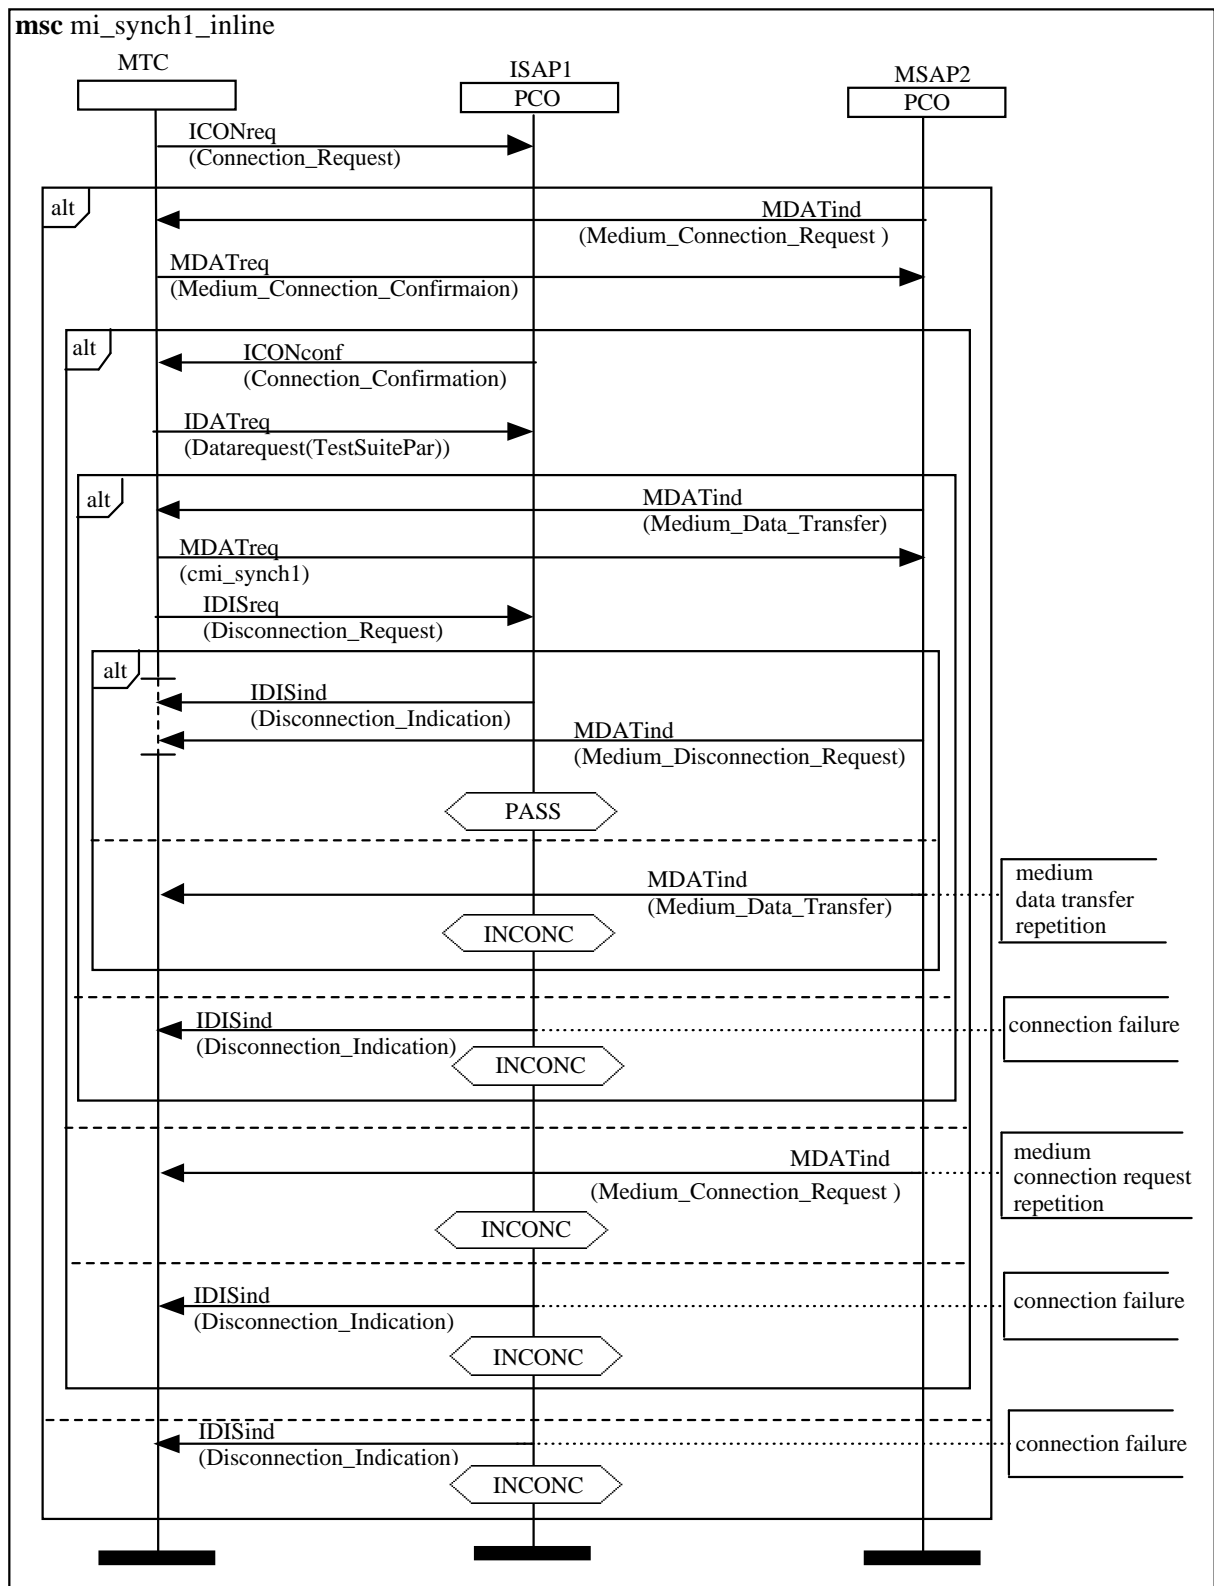 msc mi_synch1_inline
MTC
ISAP1
MSAP2
PCO
PCO
ICONreq
(Connection_Request)
alt
MDATind
(Medium_Connection_Request )
MDATreq
(Medium_Connection_Confirmaion)
alt
ICONconf
(Connection_Confirmation)
IDATreq
(Datarequest(TestSuitePar))
alt
MDATind
(Medium_Data_Transfer)
MDATreq
(cmi_synch1)
IDISreq
(Disconnection_Request)
alt
IDISind
(Disconnection_Indication)
MDATind
(Medium_Disconnection_Request)
PASS
MDATind
(Medium_Data_Transfer)
medium
data transfer
repetition
INCONC
IDISind
(Disconnection_Indication)
connection failure
INCONC
MDATind
(Medium_Connection_Request )
medium
connection request
repetition
INCONC
IDISind
(Disconnection_Indication)
connection failure
INCONC
IDISind
(Disconnection_Indication)
connection failure
INCONC